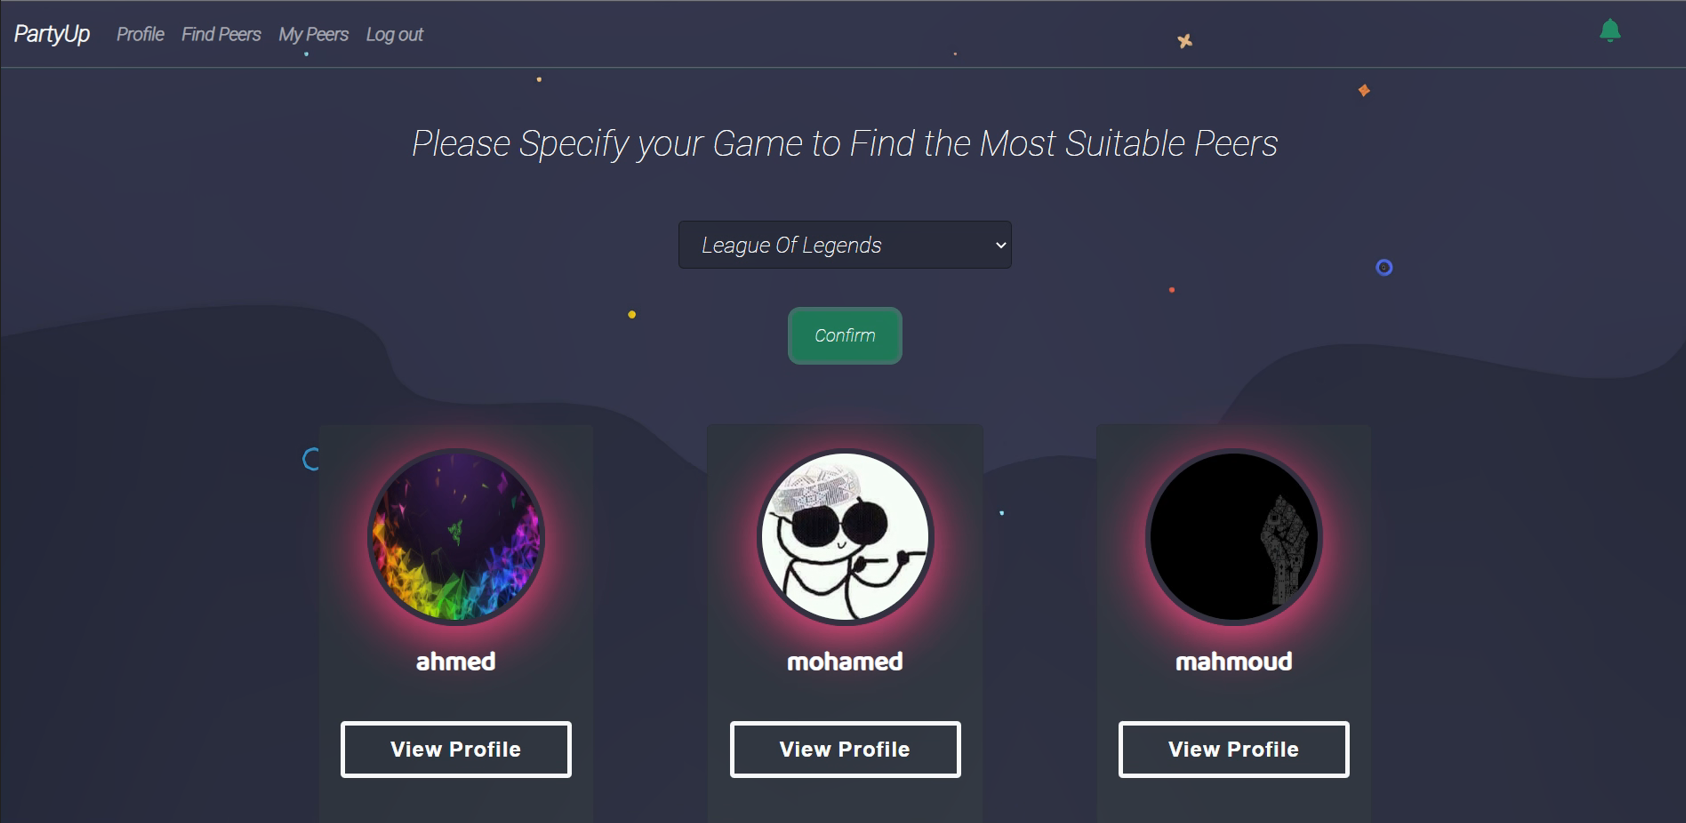 PartyUp Profile Find Peers My Peers Log out
Please Specify your Game to Find the Most Suitable Peers
League Of Legends
Confirm
ahmed mohamed mahmoud
View Profile View Profile View Profile